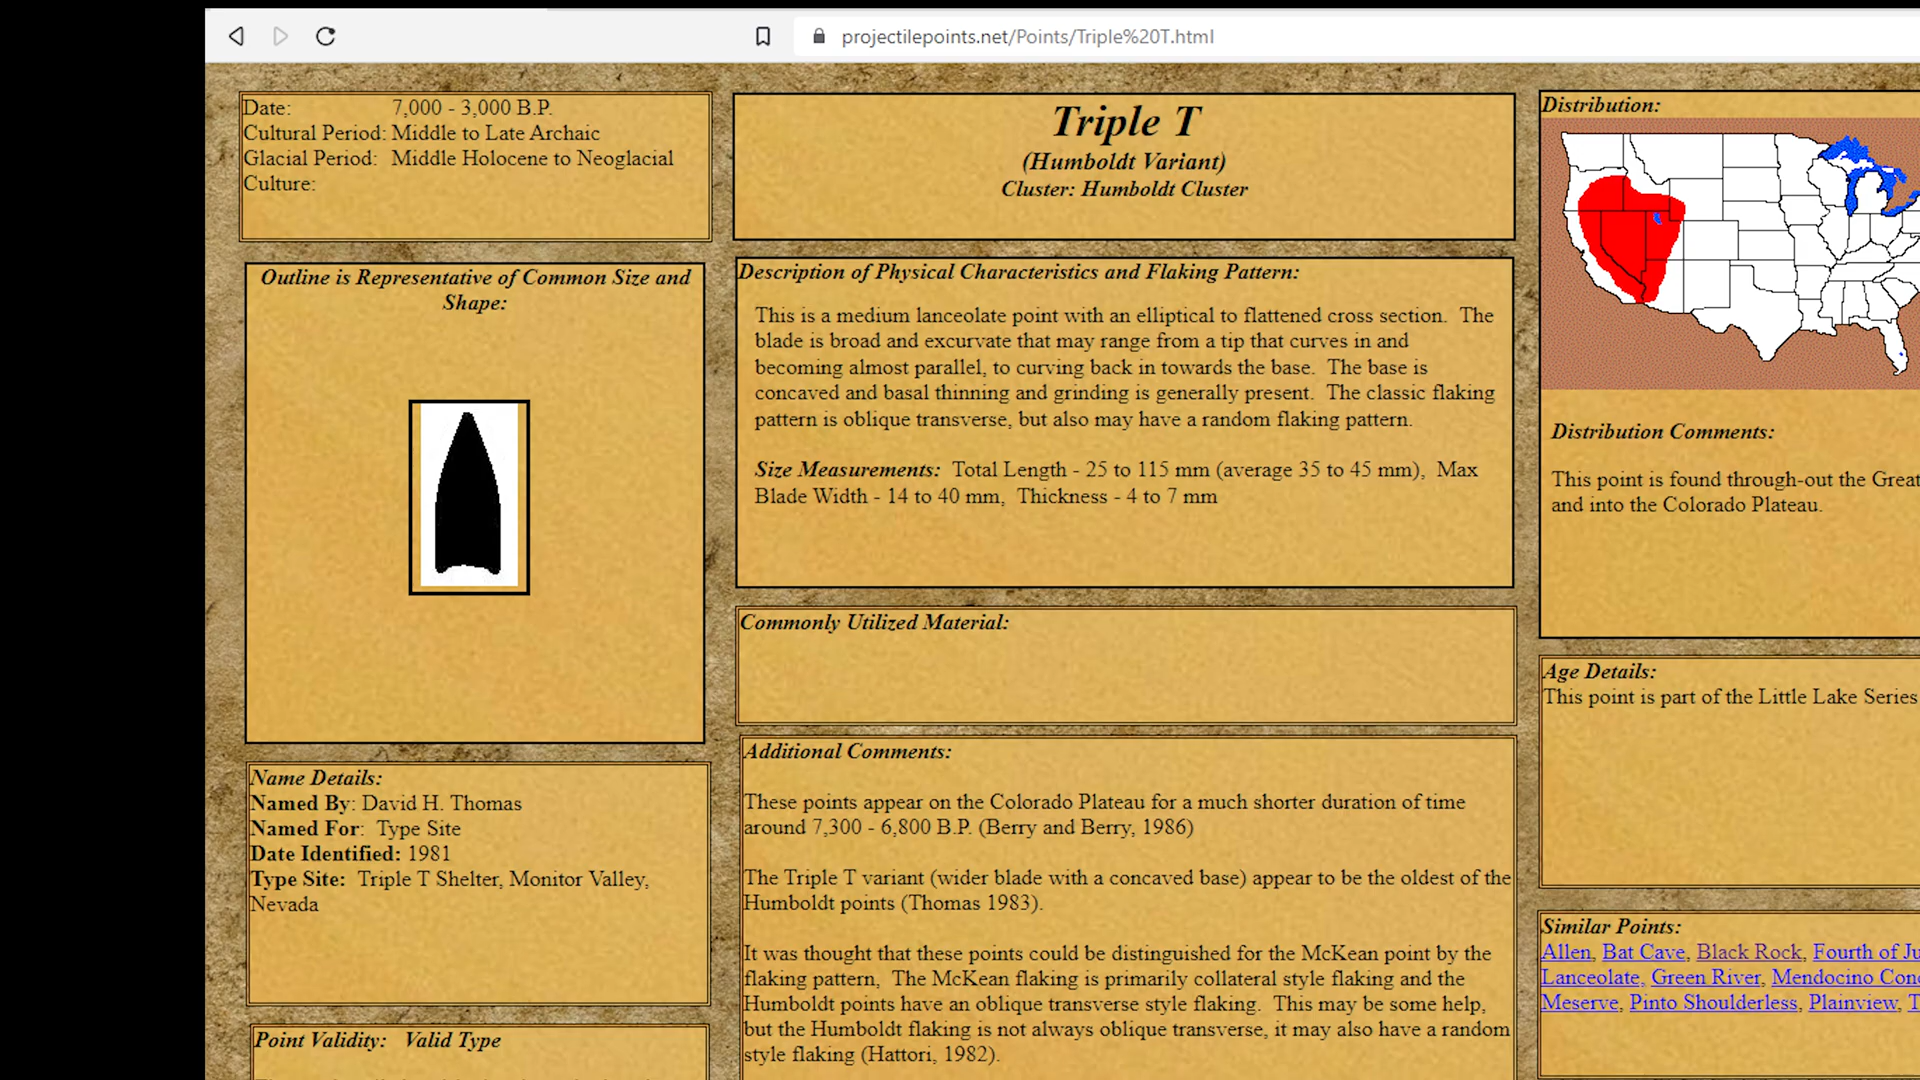 projectilepoints.net/Points/Triple%20T.html
Date: 7,000 - 3,000 B.P.
Cultural Period: Middle to Late Archaic
Glacial Period: Middle Holocene to Neoglacial
Culture:
Outline is Representative of Common Size and
Shape:
Name Details:
Named By: David H. Thomas
Named For: Type Site
Date Identified: 1981
Type Site: Triple T Shelter, Monitor Valley,
Nevada
Point Validity: Valid Type
Triple T
(Humboldt Variant)
Cluster: Humboldt Cluster
Description of Physical Characteristics and Flaking Pattern:
This is a medium lanceolate point with an elliptical to flattened cross section. The
blade is broad and excurvate that may range from a tip that curves in and
becoming almost parallel, to curving back in towards the base. The base is
concaved and basal thinning and grinding is generally present. The classic flaking
pattern is oblique transverse, but also may have a random flaking pattern.
Size Measurements: Total Length - 25 to 115 mm (average 35 to 45 mm), Max
Blade Width - 14 to 40 mm, Thickness - 4 to 7 mm
Commonly Utilized Material:
Additional Comments:
These points appear on the Colorado Plateau for a much shorter duration of time
around 7,300 - 6,800 B.P. (Berry and Berry, 1986)
The Triple T variant (wider blade with a concaved base) appear to be the oldest of the
Humboldt points (Thomas 1983).
It was thought that these points could be distinguished for the McKean point by the
flaking pattern, The McKean flaking is primarily collateral style flaking and the
Humboldt points have an oblique transverse style flaking. This may be some help,
but the Humboldt flaking is not always oblique transverse, it may also have a random
style flaking (Hattori, 1982).
Distribution:
Distribution Comments:
This point is found through-out the Great
and into the Colorado Plateau.
Age Details:
This point is part of the Little Lake Series
Similar Points:
Allen, Bat Cave, Black Rock, Fourth of Ju
Lanceolate, Green River, Mendocino Conc
Meserve, Pinto Shoulderless, Plainview, T